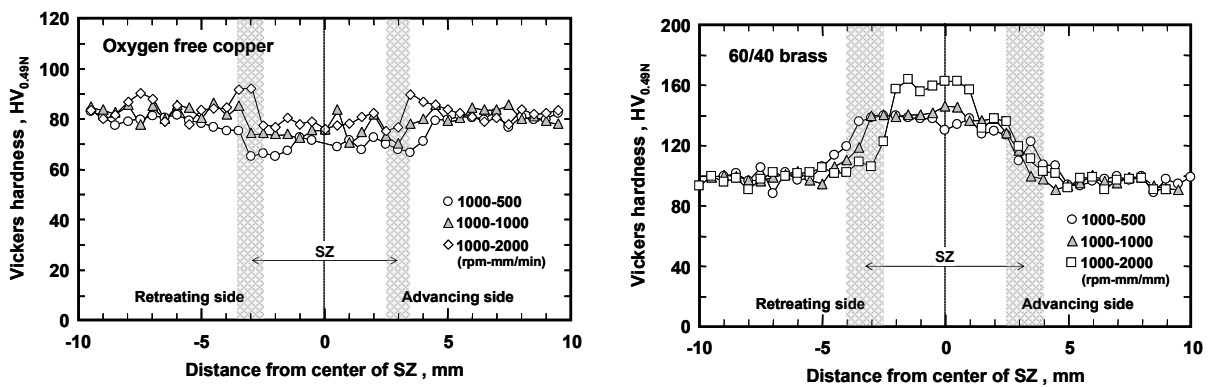 120
100
80
60
40
20
0
Vickers hardness , HV0.49N
Oxygen free copper
1000-500
1000-1000
1000-2000
(rpm-mm/min)
SZ
Retreating side
Advancing side
-10
-5
0
5
10
Distance from center of SZ , mm
200
160
120
80
40
0
Vickers hardness , HV0.49N
60/40 brass
1000-500
1000-1000
1000-2000
(rpm-mm/mm)
SZ
Retreating side
Advancing side
-10
-5
0
5
10
Distance from center of SZ , mm